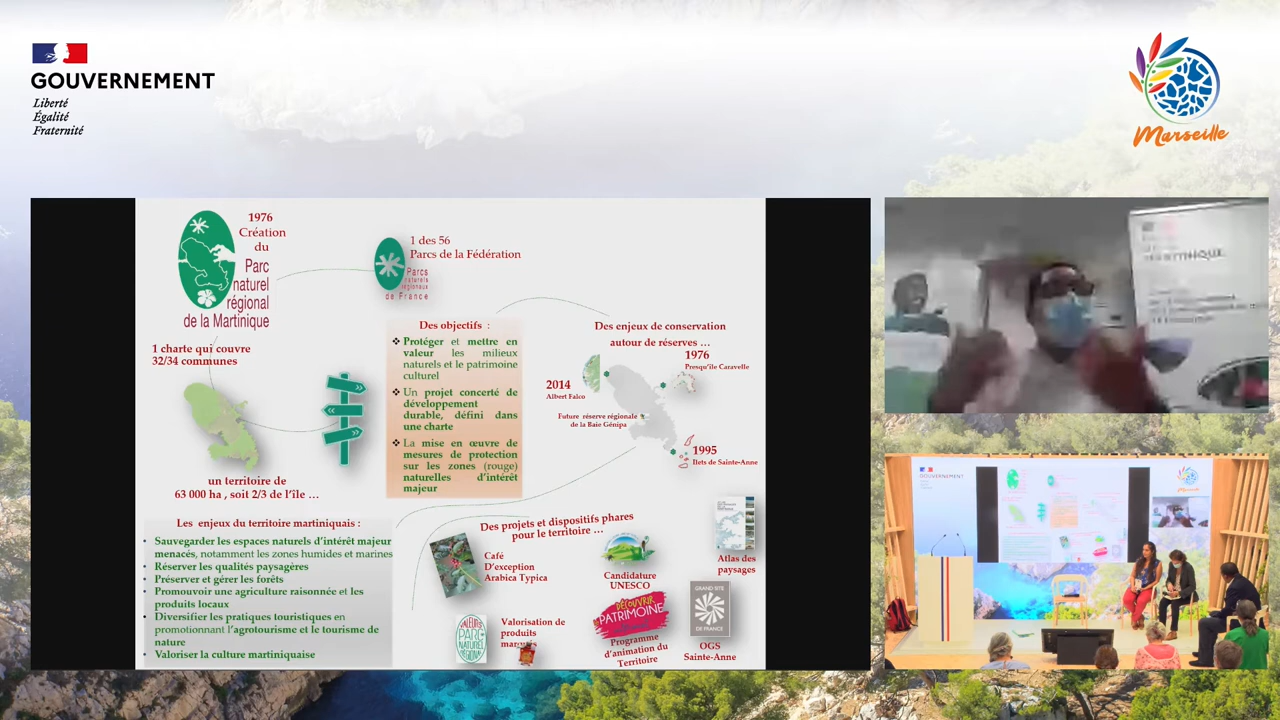 GOUVERNEMENT
Liberté
Égalité
Fraternité
Marseille
1976
Création
du
Parc
naturel
régional
de la Martinique
1 des 56
Parcs de la Fédération
Parcs
naturels
régionaux
de France
1 charte qui couvre
32/34 communes
un territoire de
63 000 ha , soit 2/3 de l'île ...
Des objectifs :
❖ Protéger et mettre en
valeur les milieux
naturels et le patrimoine
culturel
❖ Un projet concerté de
développement
durable, défini dans
une charte
❖ La mise en œuvre de
mesures de protection
sur les zones (rouge)
naturelles d'intérêt
majeur
Des enjeux de conservation
autour de réserves ...
1976
Presqu'île Caravelle
2014
Albert Falco
Future réserve régionale
de la Baie Génipa
1995
Ilets de Sainte-Anne
Les enjeux du territoire martiniquais :
• Sauvegarder les espaces naturels d'intérêt majeur
menacés, notamment les zones humides et marines
• Réserver les qualités paysagères
• Préserver et gérer les forêts
• Promouvoir une agriculture raisonnée et les
produits locaux
• Diversifier les pratiques touristiques en
promotionnant l'agrotourisme et le tourisme de
nature
• Valoriser la culture martiniquaise
Des projets et dispositifs phares
pour le territoire ...
Café
D'exception
Arabica Typica
Candidature
UNESCO
Atlas des
paysages
VALEURS
PARC
NATUREL
RÉGIONAL
Valorisation de
produits
DÉCOUVRIR
PATRIMOINE
Programme
d'animation du
Territoire
GRAND SITE
DE FRANCE
OGS
Sainte-Anne
GOUVERNEMENT